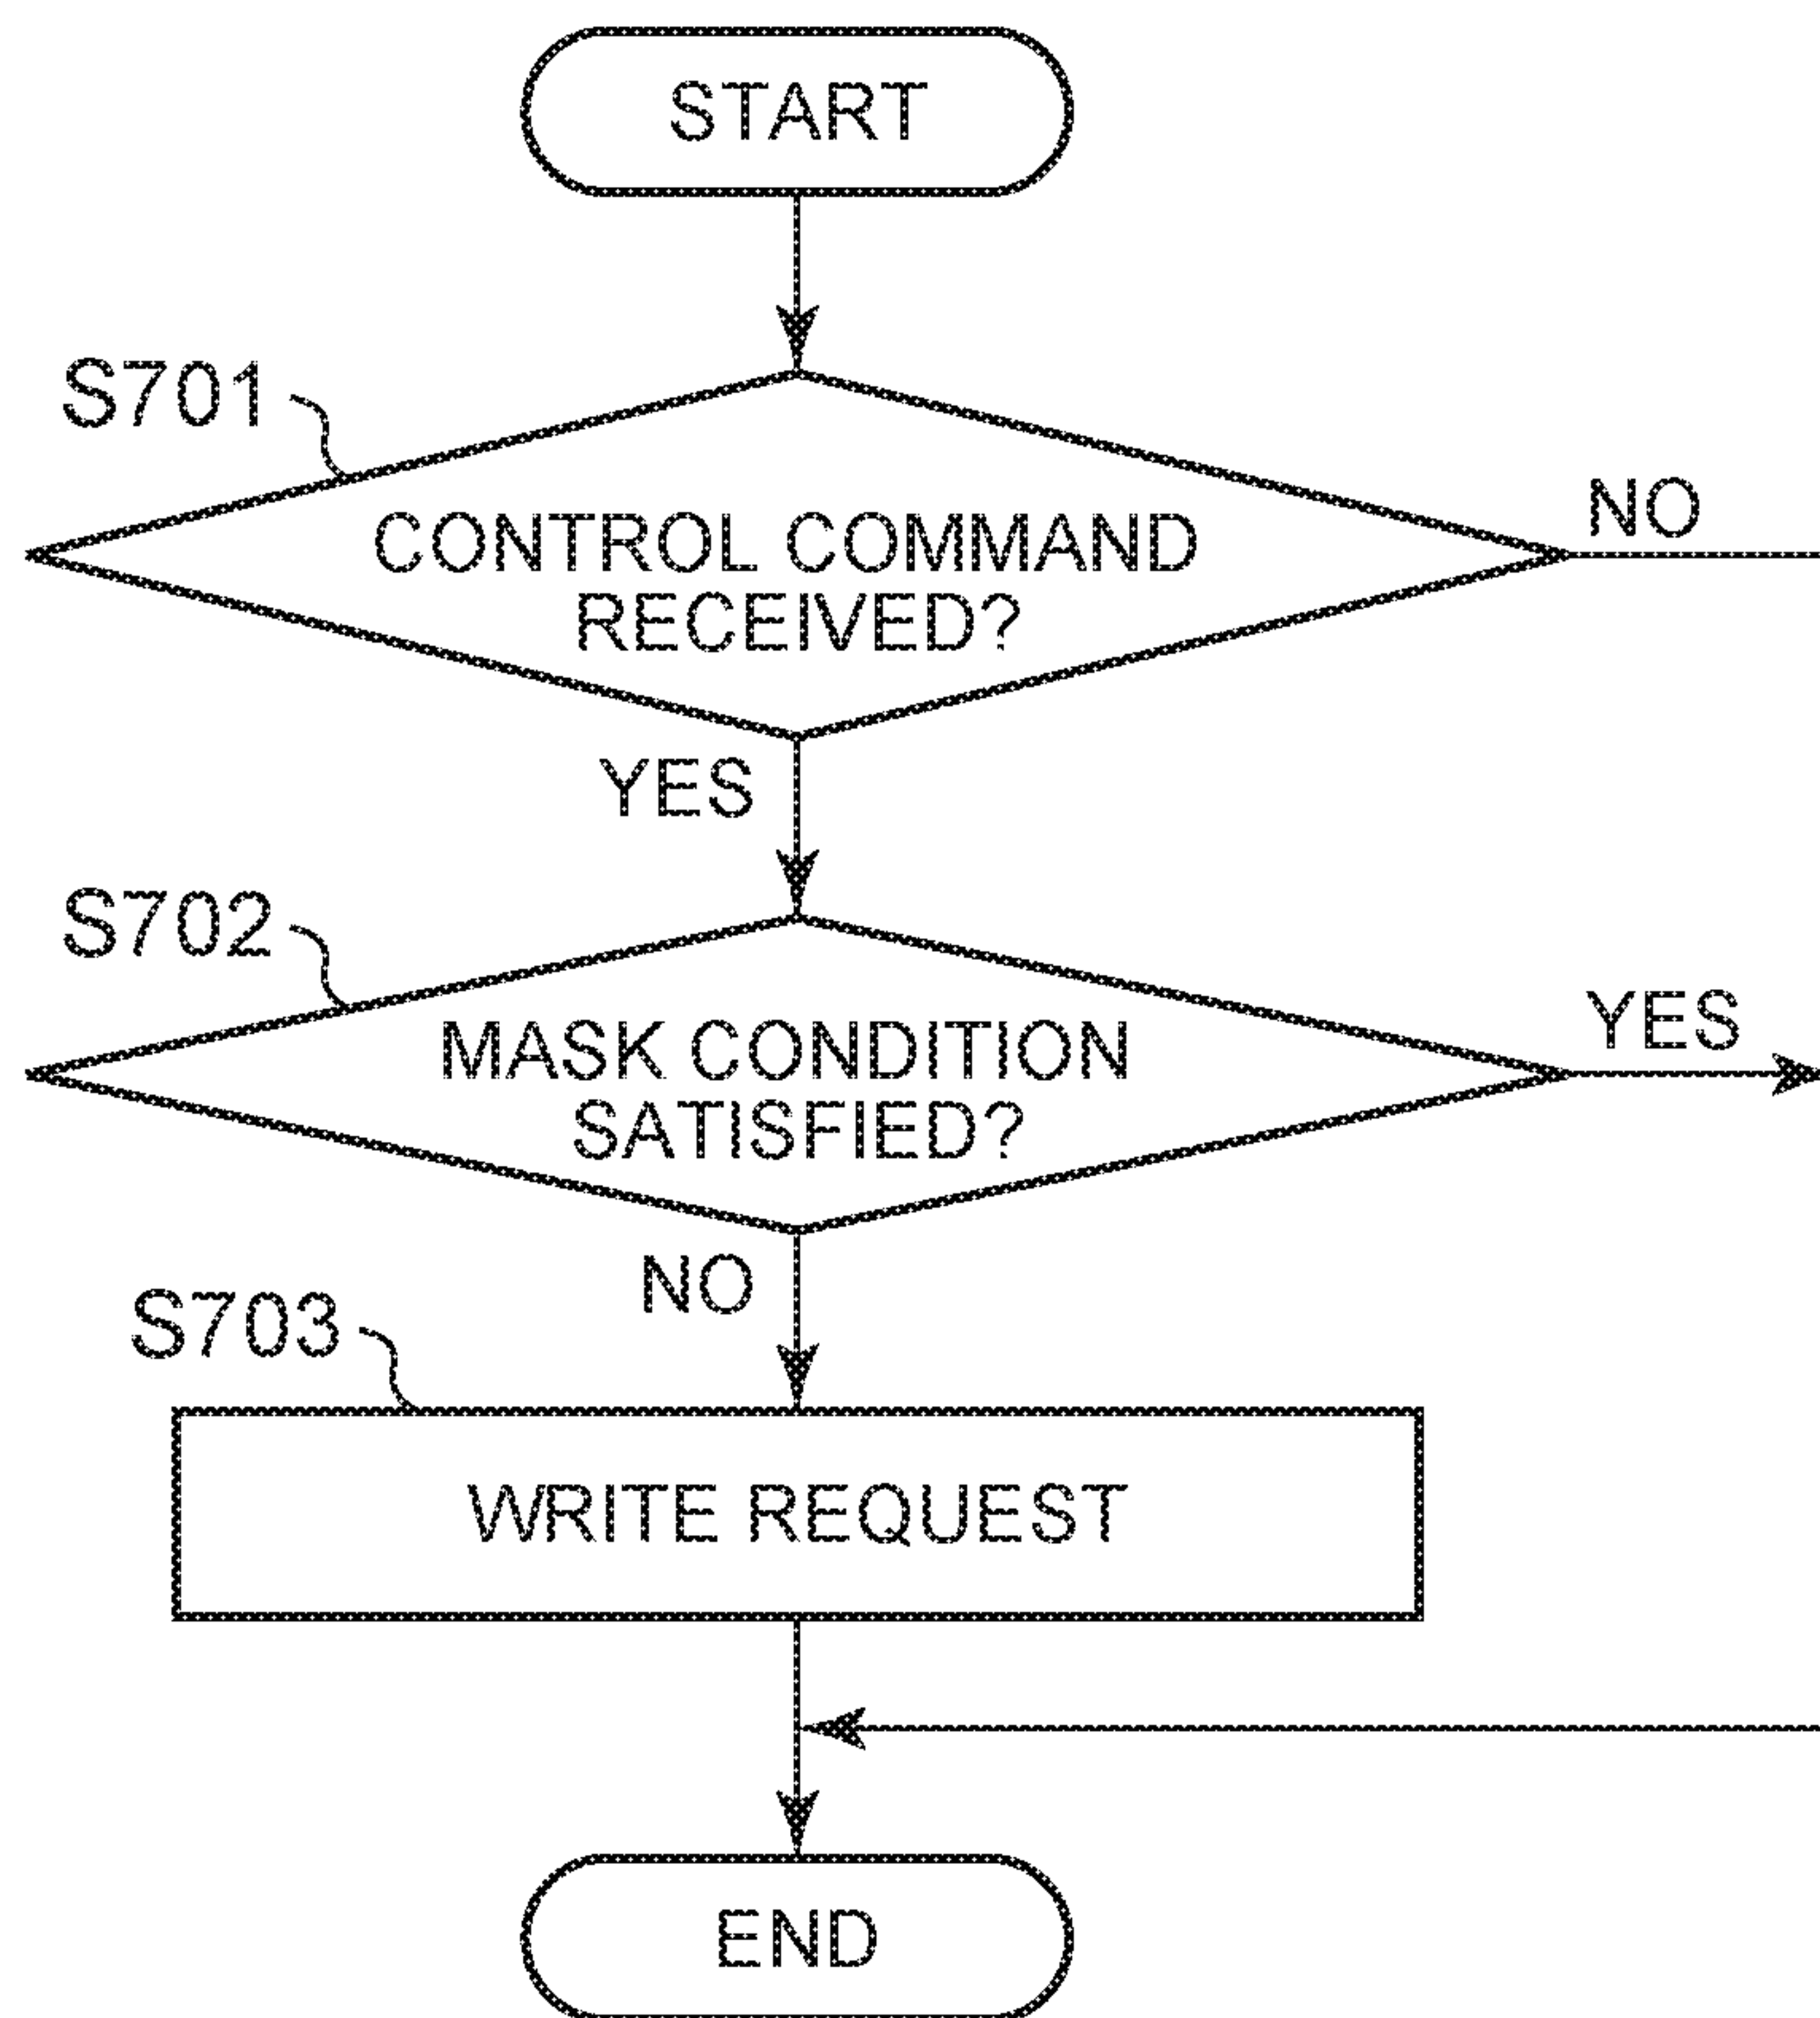 START
S701
CONTROL COMMAND
RECEIVED?
NO
YES
S702
MASK CONDITION
SATISFIED?
YES
NO
S703
WRITE REQUEST
END